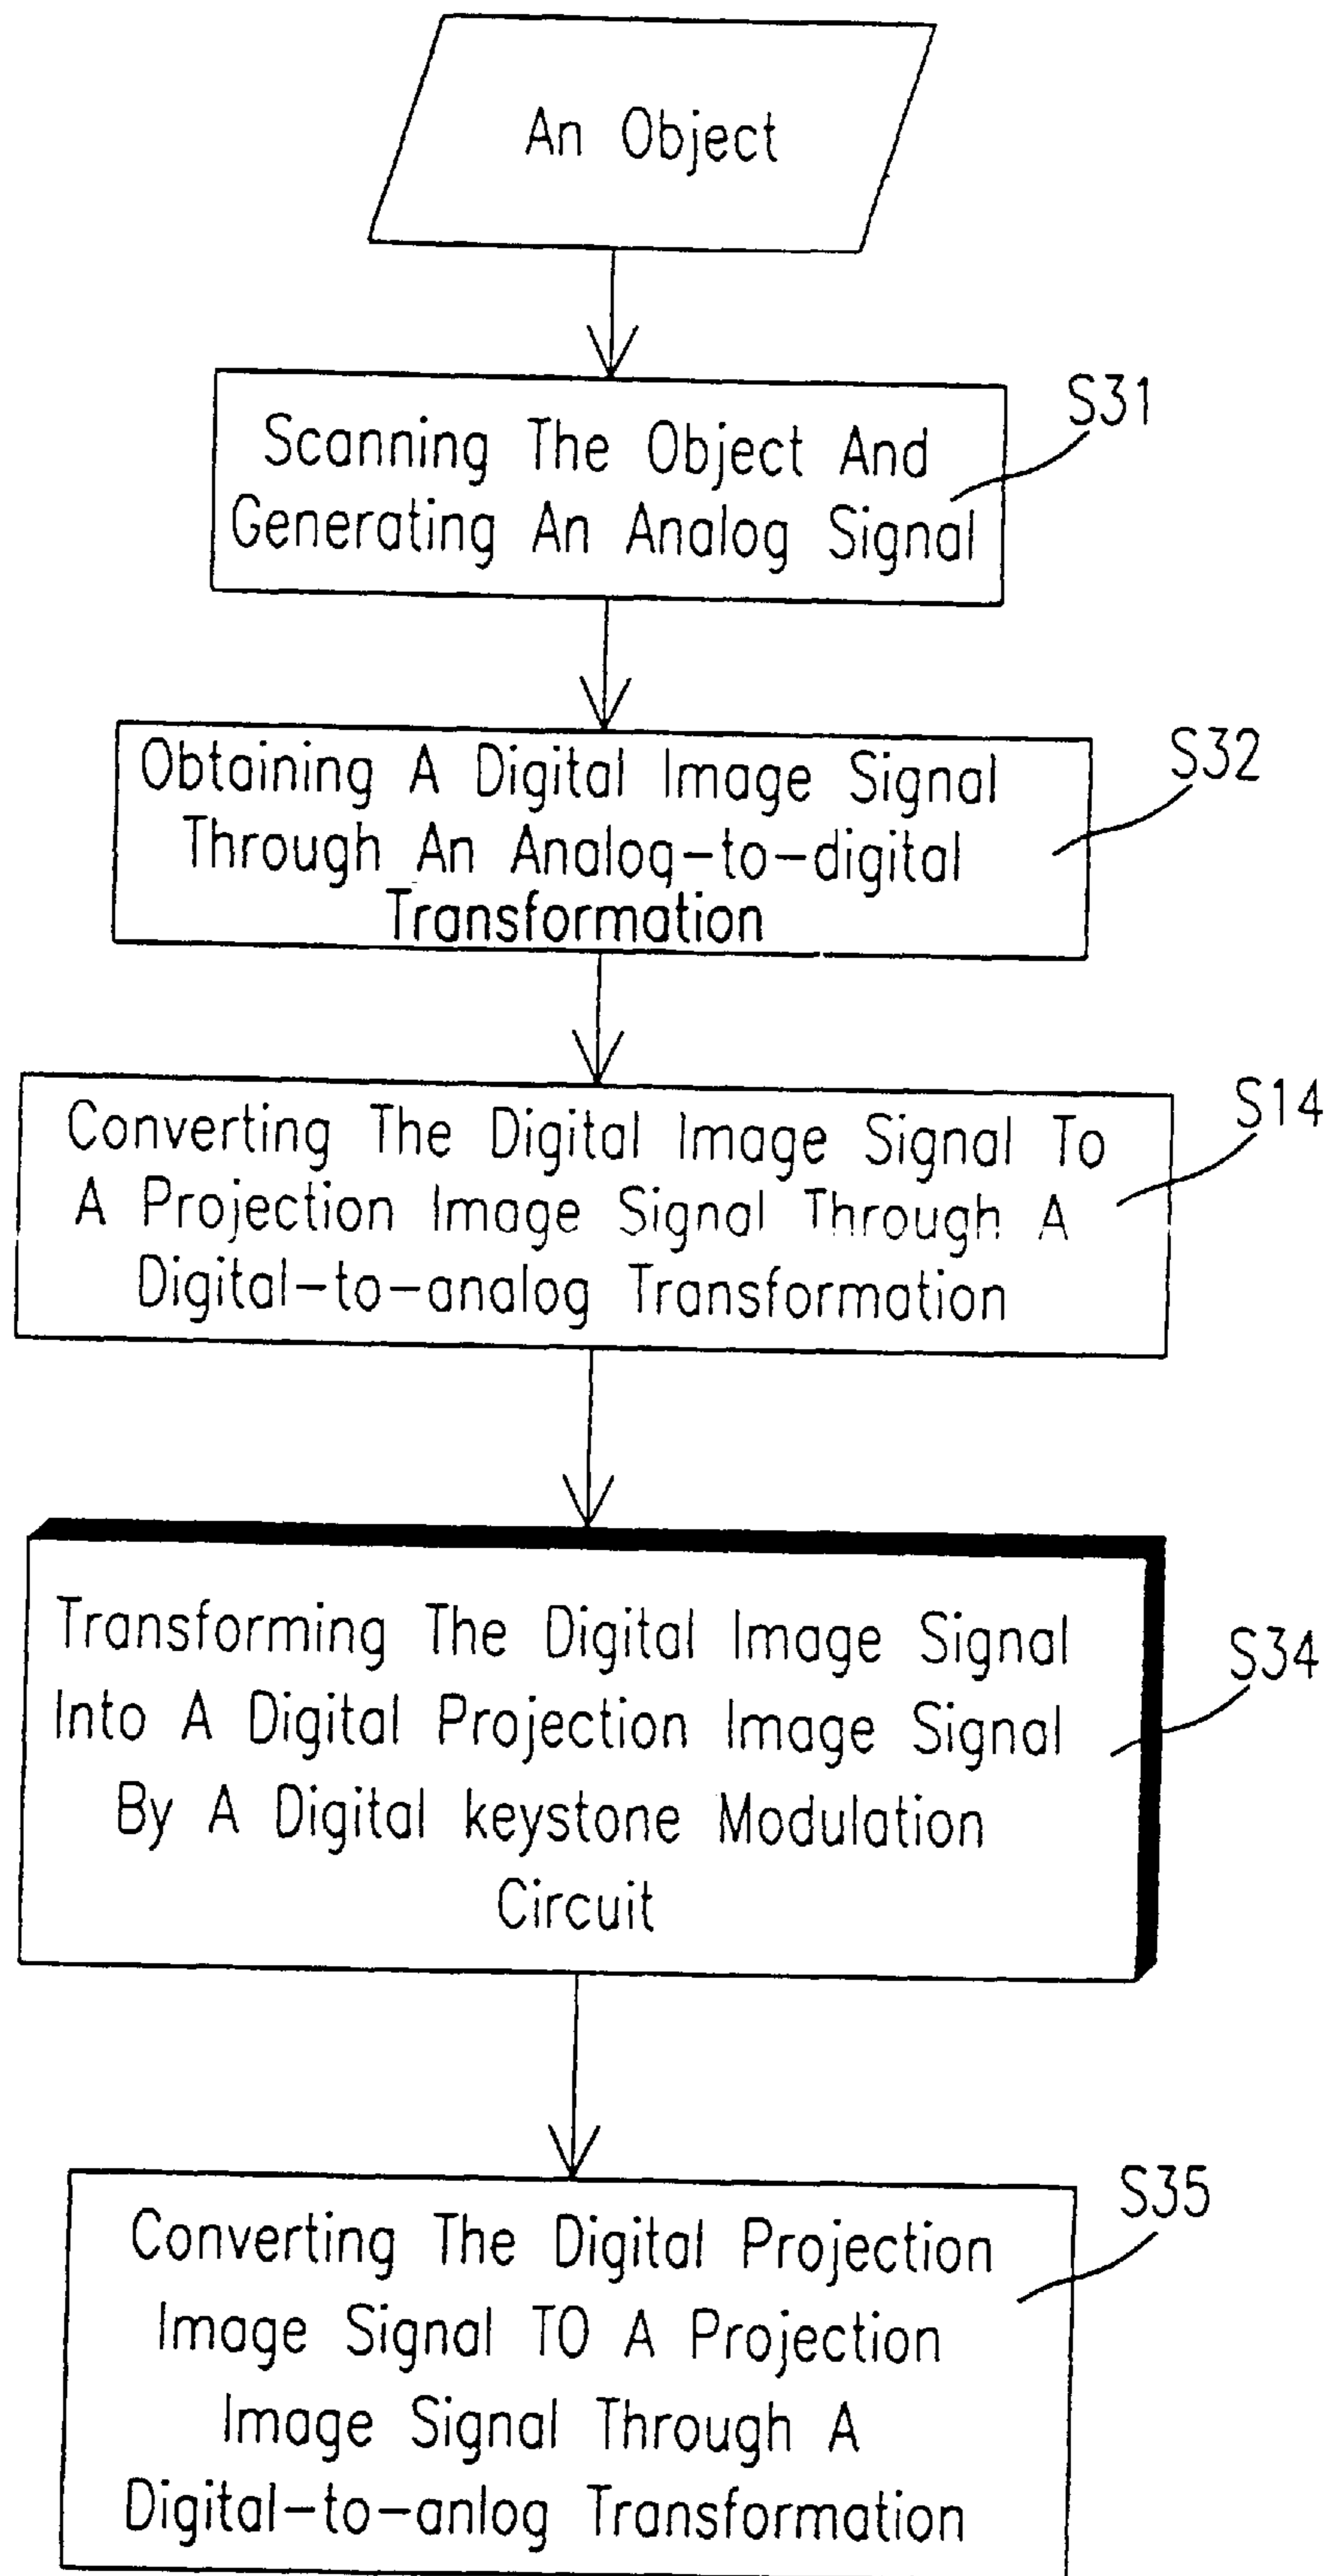 An Object
S31
Scanning The Object And
Generating An Analog Signal
S32
Obtaining A Digital Image Signal
Through An Analog-to-digital
Transformation
S14
Converting The Digital Image Signal To
A Projection Image Signal Through A
Digital-to-analog Transformation
S34
Transforming The Digital Image Signal
Into A Digital Projection Image Signal
By A Digital keystone Modulation
Circuit
S35
Converting The Digital Projection
Image Signal TO A Projection
Image Signal Through A
Digital-to-anlog Transformation